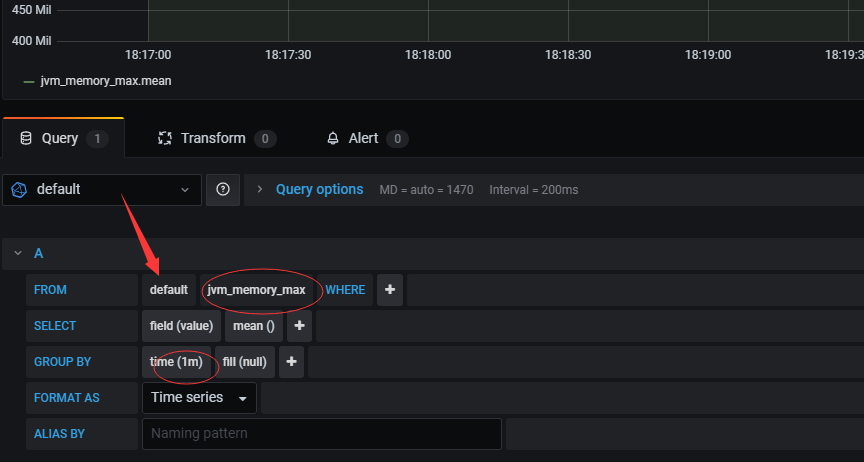 450 Mil
400 Mil
18:17:00 18:17:30 18:18:00 18:18:30 18:19:00 18:19:3
jvm_memory_max.mean
Query 1 Transform 0 Alert 0
default Query options MD = auto = 1470 Interval = 200ms
A
FROM default jvm_memory_max WHERE +
SELECT field (value) mean () +
GROUP BY time (1m) fill (null) +
FORMAT AS Time series
ALIAS BY Naming pattern